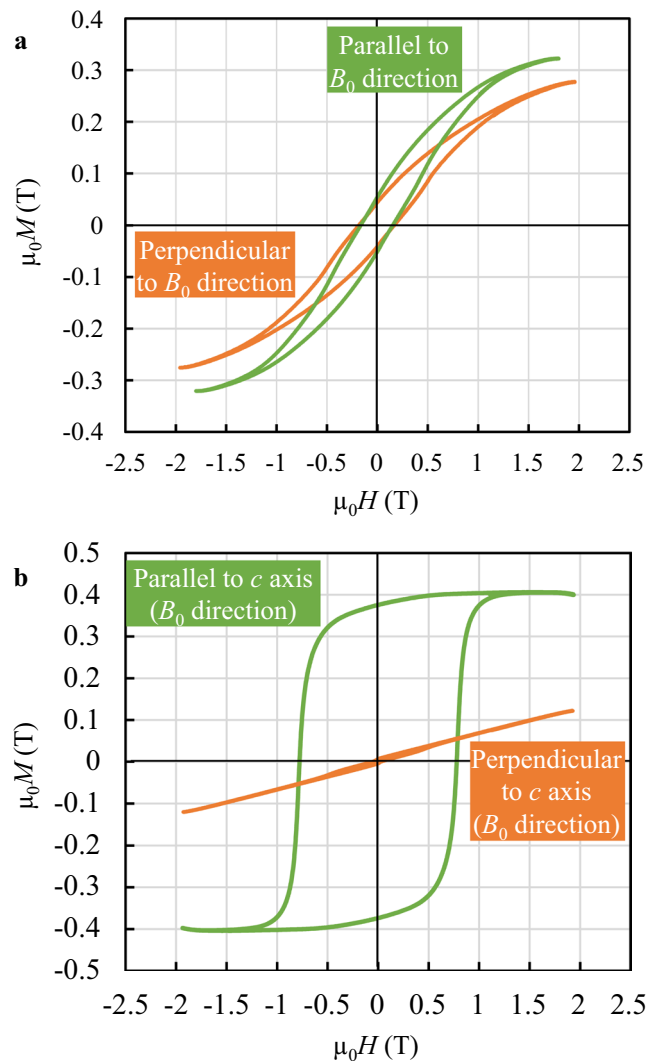 a
0.4
0.3
0.2
0.1
0
-0.1
-0.2
-0.3
-0.4
μ₀M (T)
Parallel to
B₀ direction
Perpendicular
to B₀ direction
-2.5 -2 -1.5 -1 -0.5 0 0.5 1 1.5 2 2.5
μ₀H (T)
b
0.5
0.4
0.3
0.2
0.1
0
-0.1
-0.2
-0.3
-0.4
-0.5
μ₀M (T)
Parallel to c axis
(B₀ direction)
Perpendicular
to c axis
(B₀ direction)
-2.5 -2 -1.5 -1 -0.5 0 0.5 1 1.5 2 2.5
μ₀H (T)